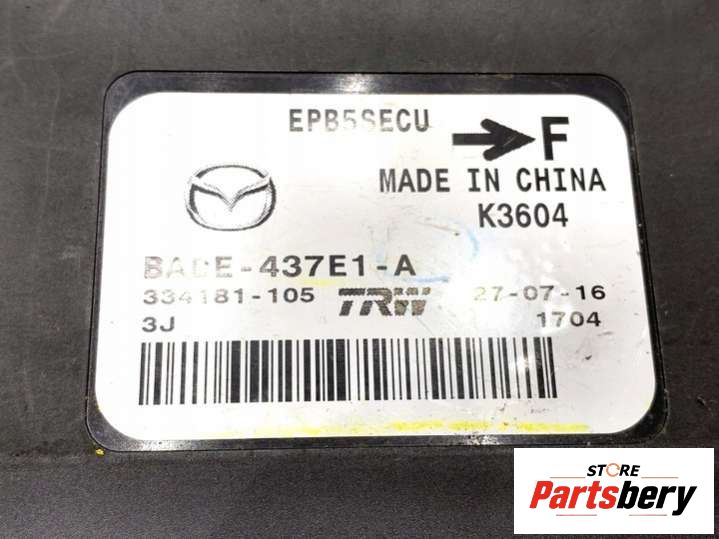 EPB5SECU
F
MADE IN CHINA
K3604
BADE-437E1-A
334181-105 TRW 27-07-16
3J 1704
STORE
Partsbery